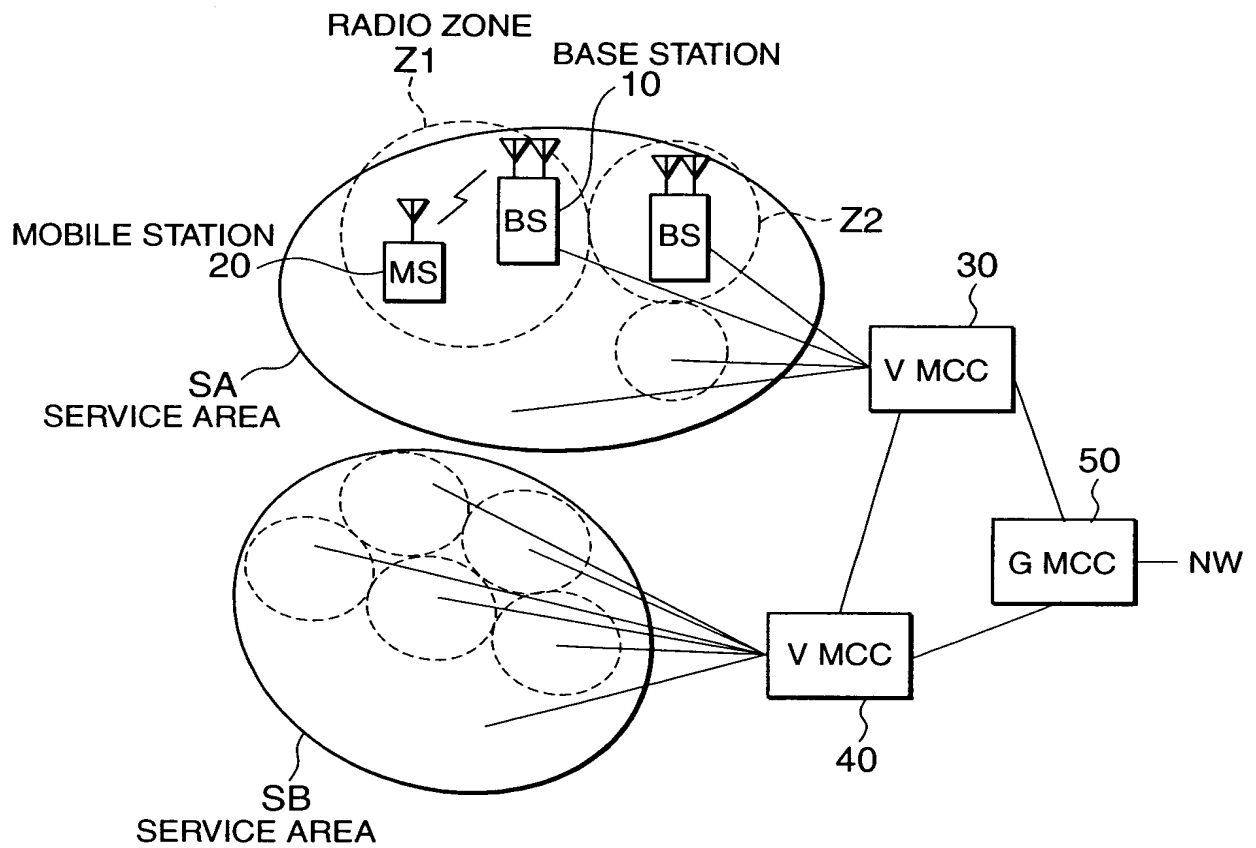 RADIO ZONE
Z1
BASE STATION
10
BS
BS
Z2
MOBILE STATION
20
MS
30
V MCC
SA
SERVICE AREA
50
G MCC
NW
V MCC
40
SB
SERVICE AREA